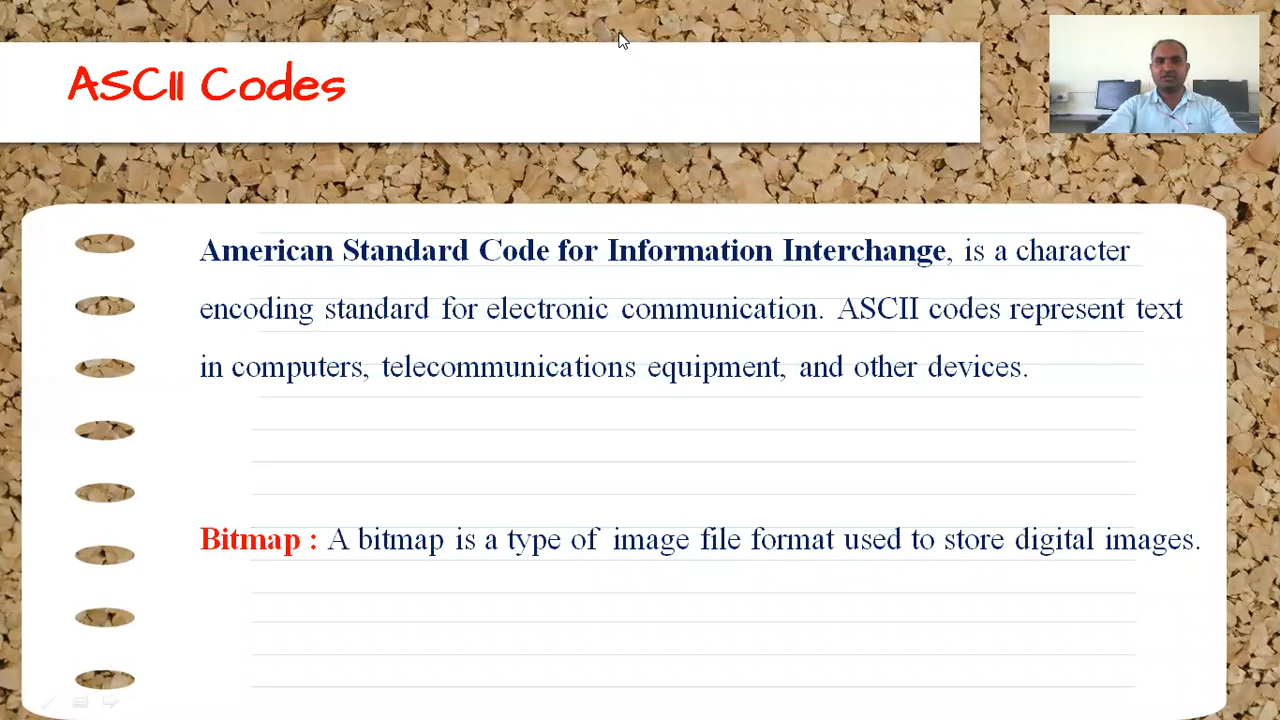 ASCII Codes
American Standard Code for Information Interchange, is a character
encoding standard for electronic communication. ASCII codes represent text
in computers, telecommunications equipment, and other devices.
Bitmap : A bitmap is a type of image file format used to store digital images.